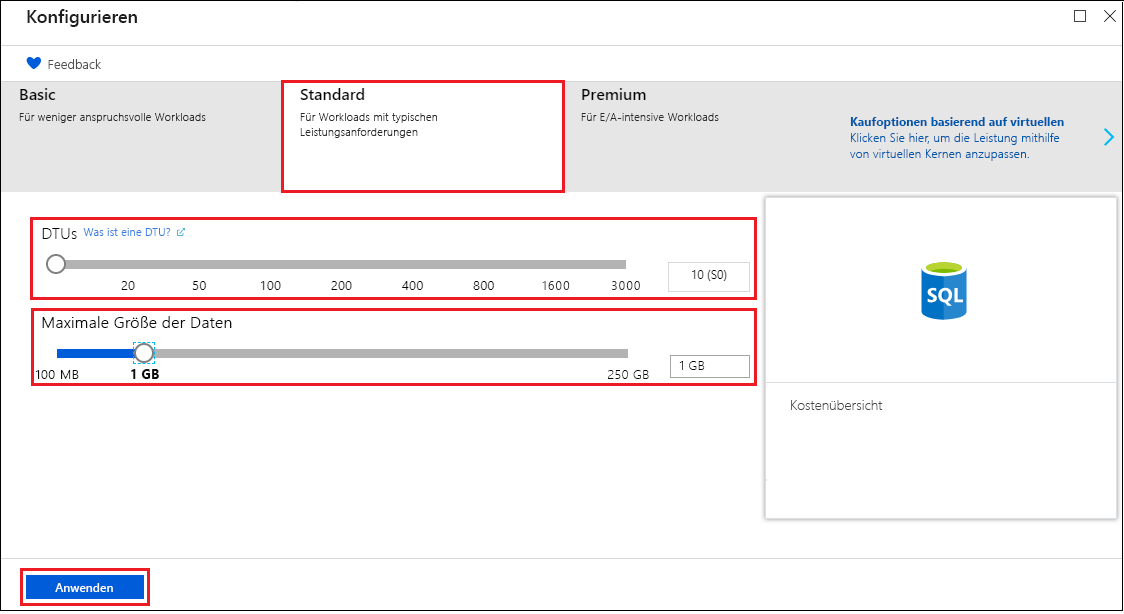 Konfigurieren
Feedback
Basic
Für weniger anspruchsvolle Workloads
Standard
Für Workloads mit typischen
Leistungsanforderungen
Premium
Für E/A-intensive Workloads
Kaufoptionen basierend auf virtuellen
Klicken Sie hier, um die Leistung mithilfe
von virtuellen Kernen anzupassen.
DTUs Was ist eine DTU?
10 (S0)
20 50 100 200 400 800 1600 3000
Maximale Größe der Daten
1 GB
100 MB 1 GB 250 GB
SQL
Kostenübersicht
Anwenden